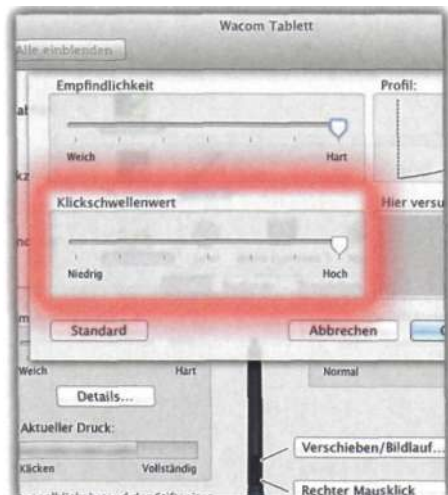 Wacom Tablett
Alle einblenden
Empfindlichkeit
Profil:
Weich Hart
Klickschwellenwert
Hier versu
Niedrig Hoch
Standard
Abbrechen
Weich Hart
Normal
Details...
Aktueller Druck:
Klicken Vollständig
Verschieben/Bildlauf...
Rechter Mausklick